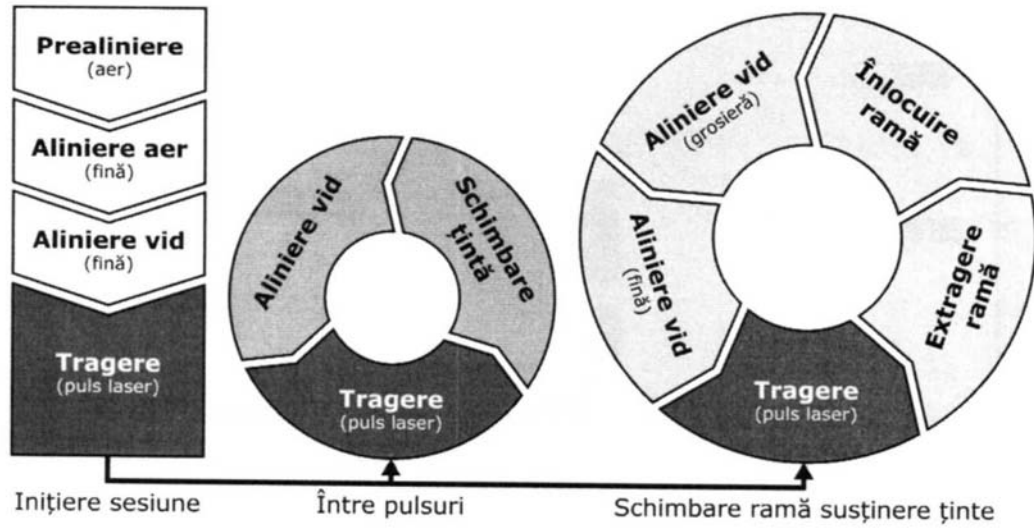 Prealiniere
(aer)
Aliniere aer
(fină)
Aliniere vid
(fină)
Tragere
(puls laser)
Inițiere sesiune
Aliniere vid
Schimbare
țintă
Tragere
(puls laser)
Între pulsuri
Aliniere vid
(grosieră)
Înlocuire
ramă
Aliniere vid
(fină)
Extragere
ramă
Tragere
(puls laser)
Schimbare ramă susținere ținte